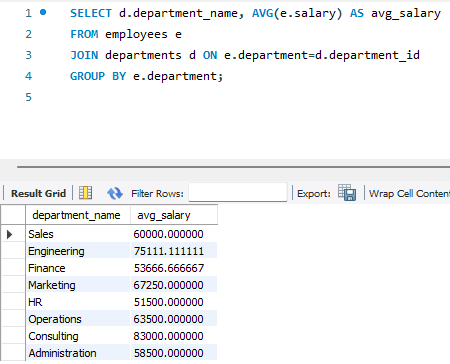 1 SELECT d.department_name, AVG(e.salary) AS avg_salary
2 FROM employees e
3 JOIN departments d ON e.department=d.department_id
4 GROUP BY e.department;
5
Result Grid Filter Rows: Export: Wrap Cell Conten
department_name avg_salary
Sales 60000.000000
Engineering 75111.111111
Finance 53666.666667
Marketing 67250.000000
HR 51500.000000
Operations 63500.000000
Consulting 83000.000000
Administration 58500.000000